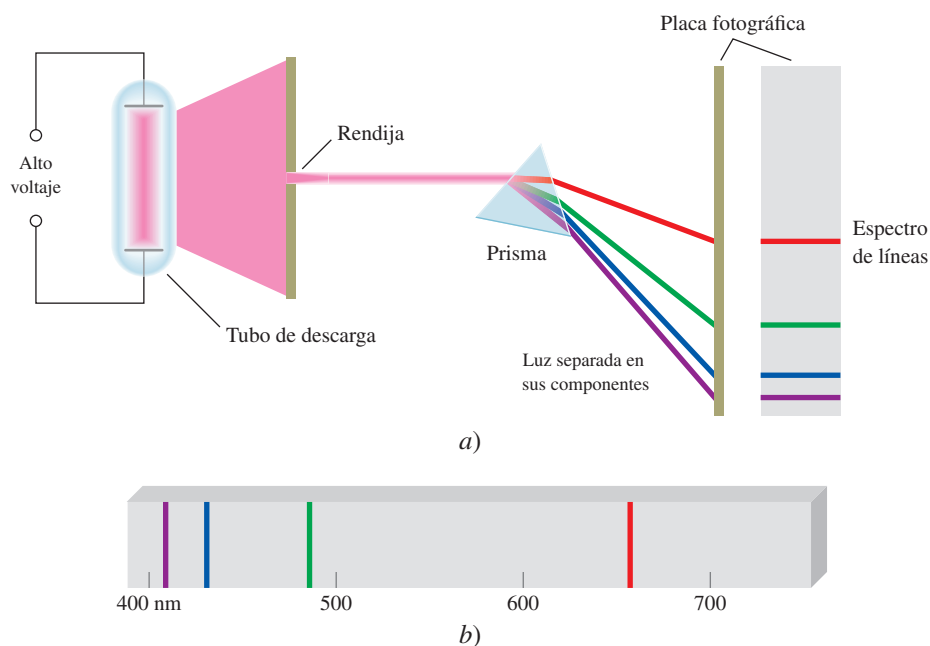 Placa fotográfica
Rendija
Alto
voltaje
Prisma
Espectro
de líneas
Tubo de descarga
Luz separada en
sus componentes
a)
400 nm
500
600
700
b)